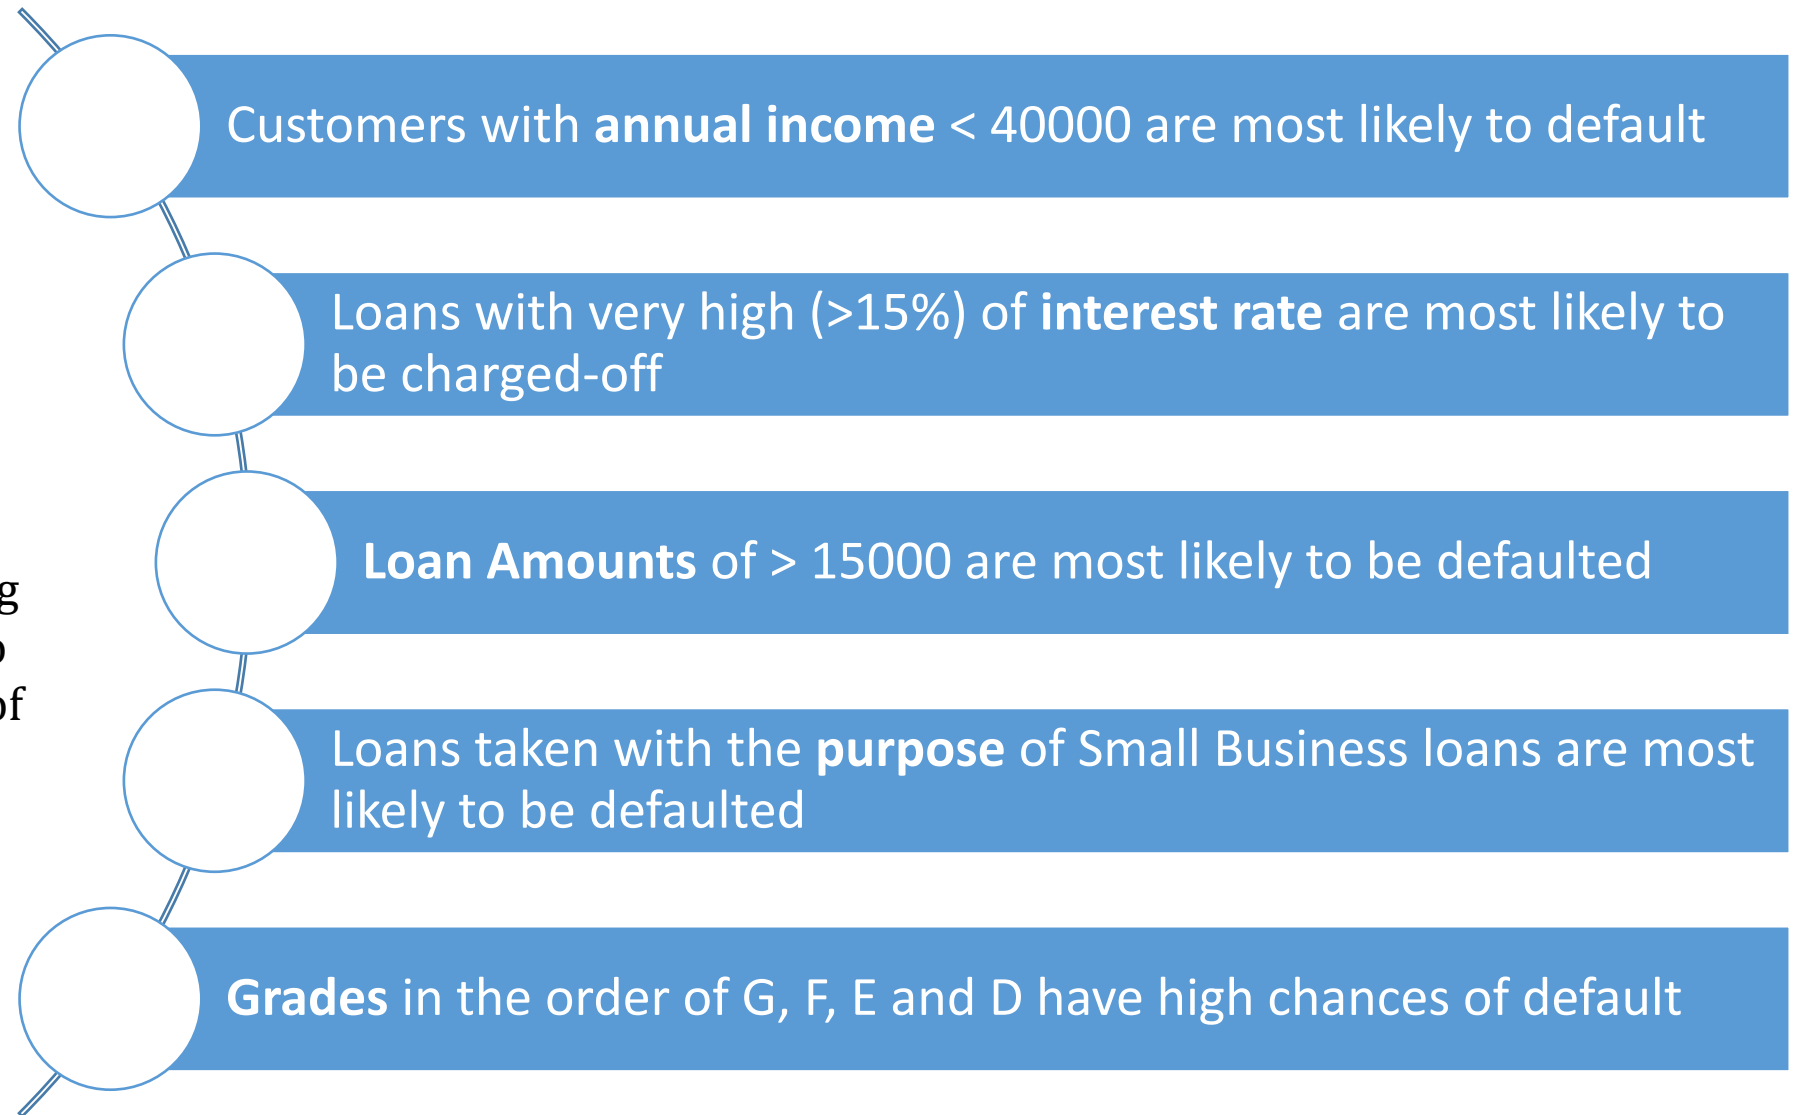 Customers with annual income < 40000 are most likely to default
Loans with very high (>15%) of interest rate are most likely to
be charged-off
Loan Amounts of > 15000 are most likely to be defaulted
Loans taken with the purpose of Small Business loans are most
likely to be defaulted
Grades in the order of G, F, E and D have high chances of default
of